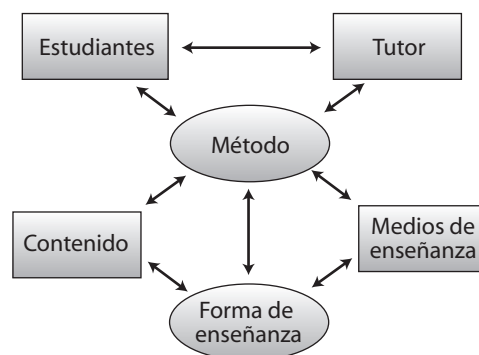 Estudiantes
Tutor
Método
Contenido
Medios de
enseñanza
Forma de
enseñanza